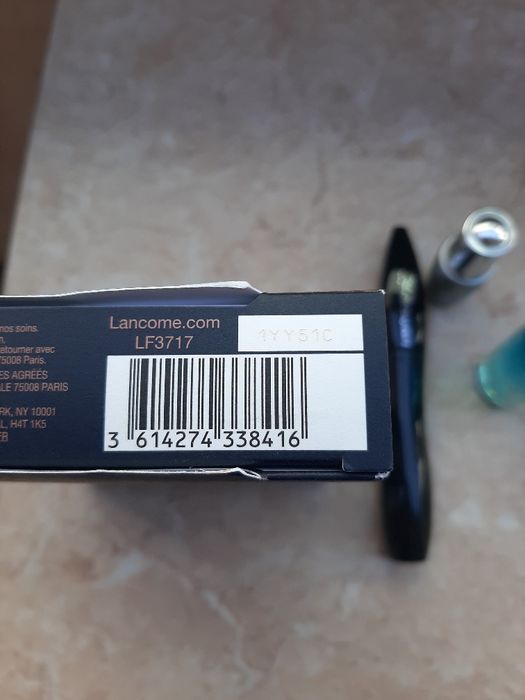 nos soins.
n.
retourner avec
75008 Paris.
ES AGRÉÉS
LE 75008 PARIS
RK, NY 10001
L, H4T 1K5
ER
Lancome.com
LF3717
1YY51C
3 614274 338416